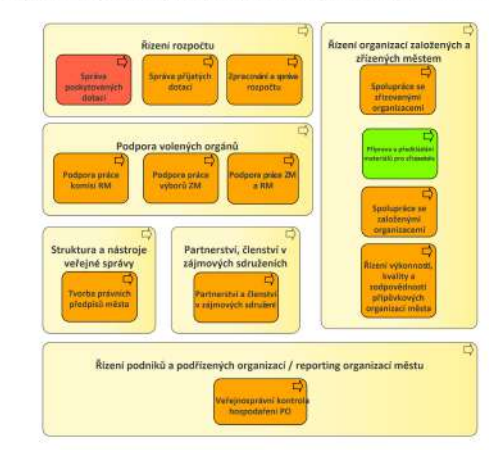 Řízení rozpočtu
Správa
poskytovaných
dotací
Správa přijatých
dotací
Zpracování a správa
rozpočtu
Podpora volených orgánů
Podpora práce
komisí RM
Podpora práce
výborů ZM
Podpora práce ZM
a RM
Struktura a nástroje
veřejné správy
Tvorba právních
předpisů města
Partnerství, členství v
zájmových sdruženích
Partnerství a členství
v zájmových sdružení
Řízení organizací založených a
zřízených městem
Spolupráce se
zřizovanými
organizacemi
Příprava a předkládání
materiálů pro
Spolupráce se
založenými
organizacemi
Řízení výkonnosti,
kvality a
zodpovědnosti
příspěvkových
organizací města
Řízení podniků a podřízených organizací / reporting organizací městu
Veřejnosprávní kontrola
hospodaření PO